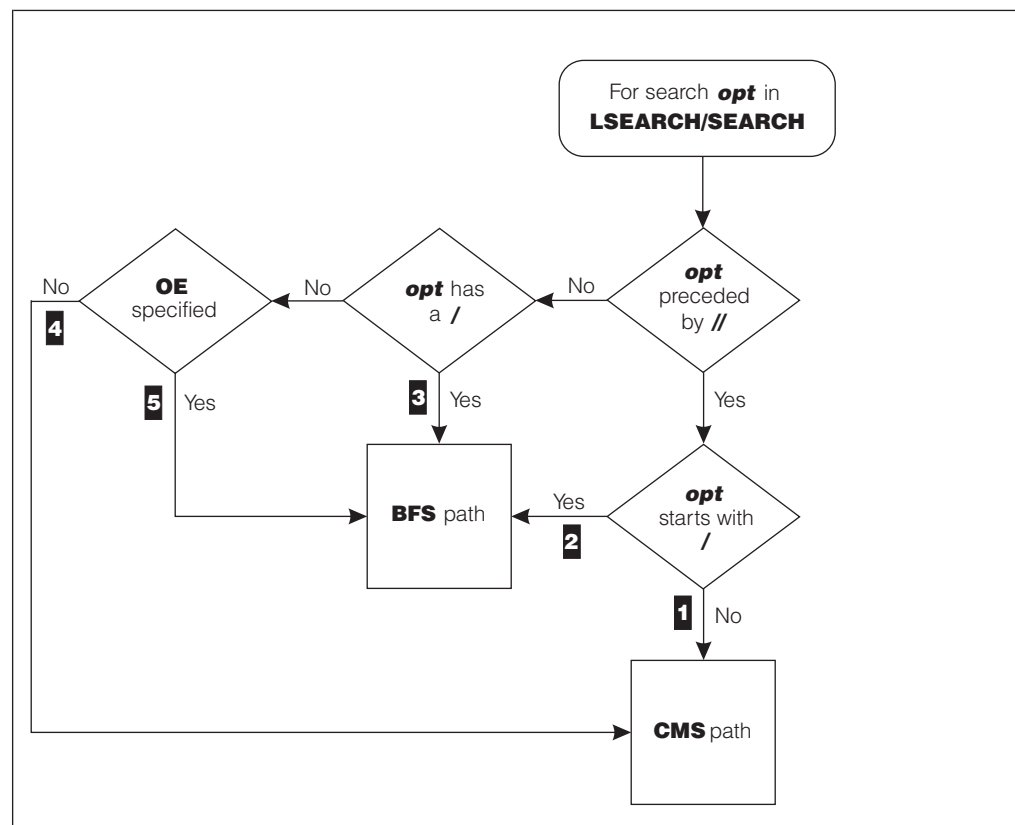 For search opt in
LSEARCH/SEARCH
opt
preceded
by //
No
opt has
a /
No
OE
specified
No
4
5
Yes
3
Yes
Yes
BFS path
Yes
2
opt
starts with
/
1
No
CMS path